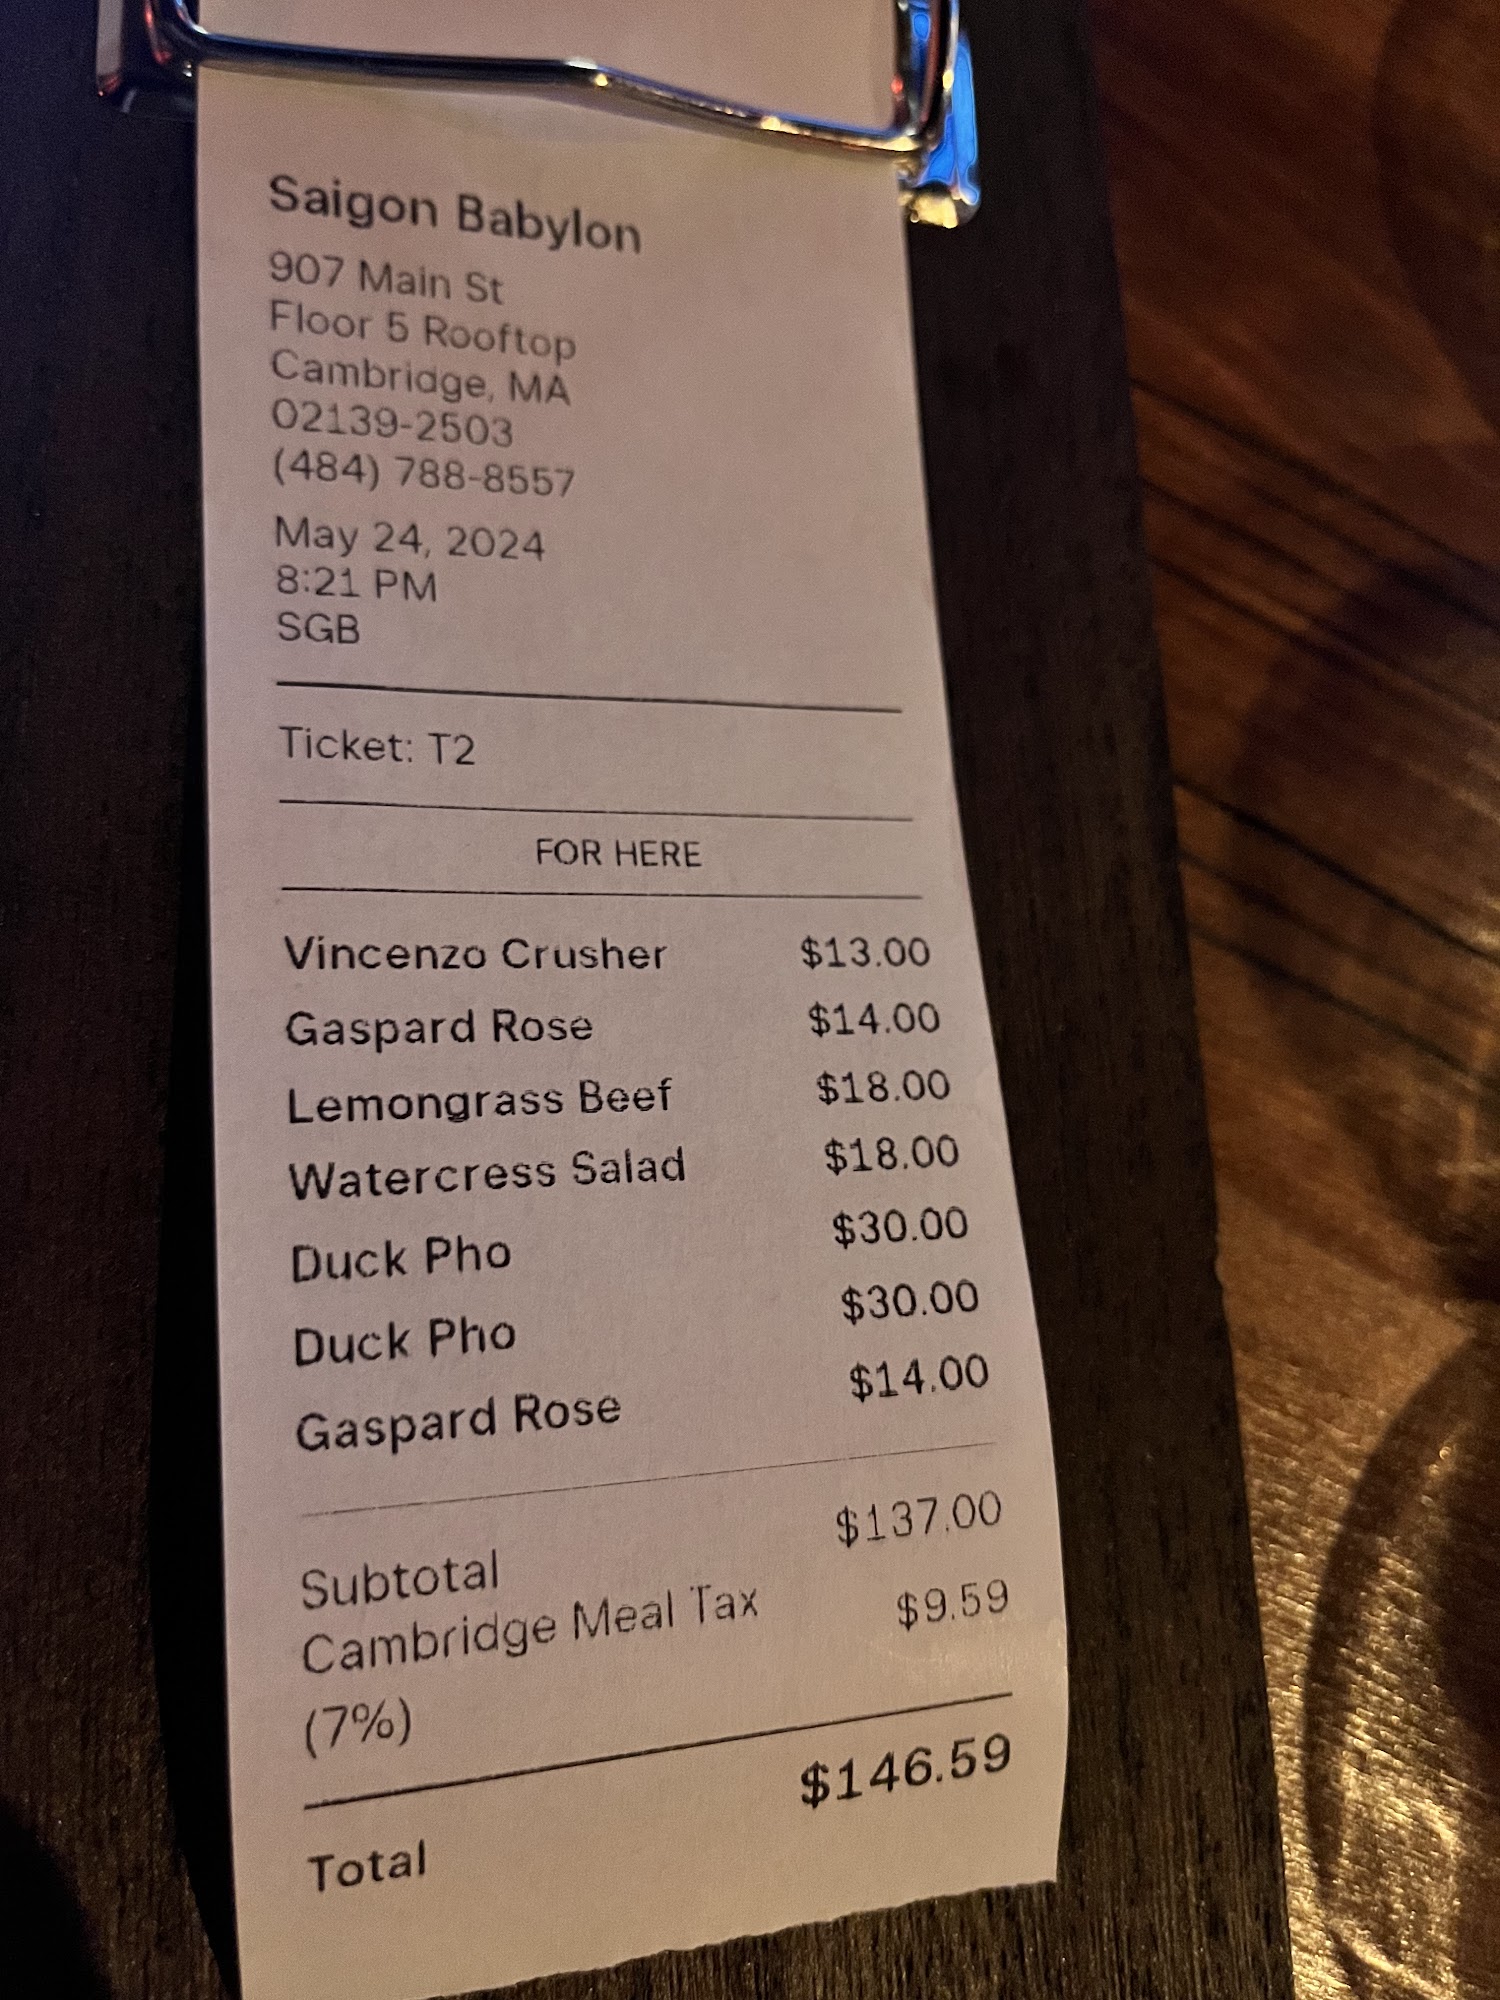 Saigon Babylon
907 Main St
Floor 5 Rooftop
Cambridge, MA
02139-2503
(484) 788-8557
May 24, 2024
8:21 PM
SGB
Ticket: T2
FOR HERE
Vincenzo Crusher $13.00
Gaspard Rose $14.00
Lemongrass Beef $18.00
Watercress Salad $18.00
Duck Pho $30.00
Duck Pho $30.00
Gaspard Rose $14.00
Subtotal $137.00
Cambridge Meal Tax $9.59
(7%)
Total $146.59